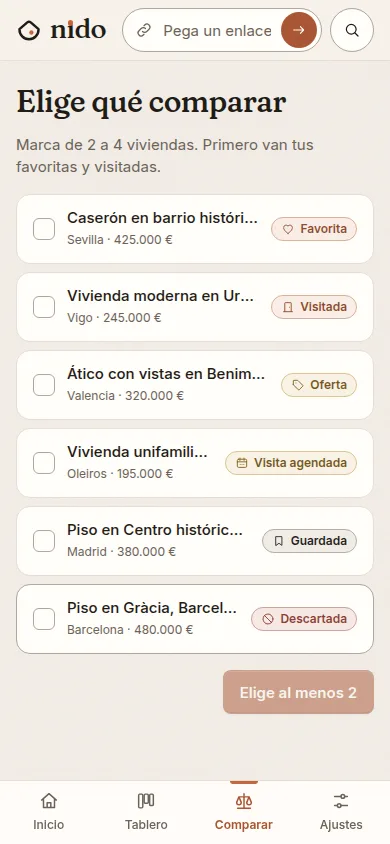 nido
Pega un enlace
Elige qué comparar
Marca de 2 a 4 viviendas. Primero van tus
favoritas y visitadas.
Caserón en barrio históri...
Favorita
Sevilla · 425.000 €
Vivienda moderna en Ur...
Visitada
Vigo · 245.000 €
Ático con vistas en Benim...
Oferta
Valencia · 320.000 €
Vivienda unifamili...
Visita agendada
Oleiros · 195.000 €
Piso en Centro históric...
Guardada
Madrid · 380.000 €
Piso en Gràcia, Barcel...
Descartada
Barcelona · 480.000 €
Elige al menos 2
Inicio
Tablero
Comparar
Ajustes